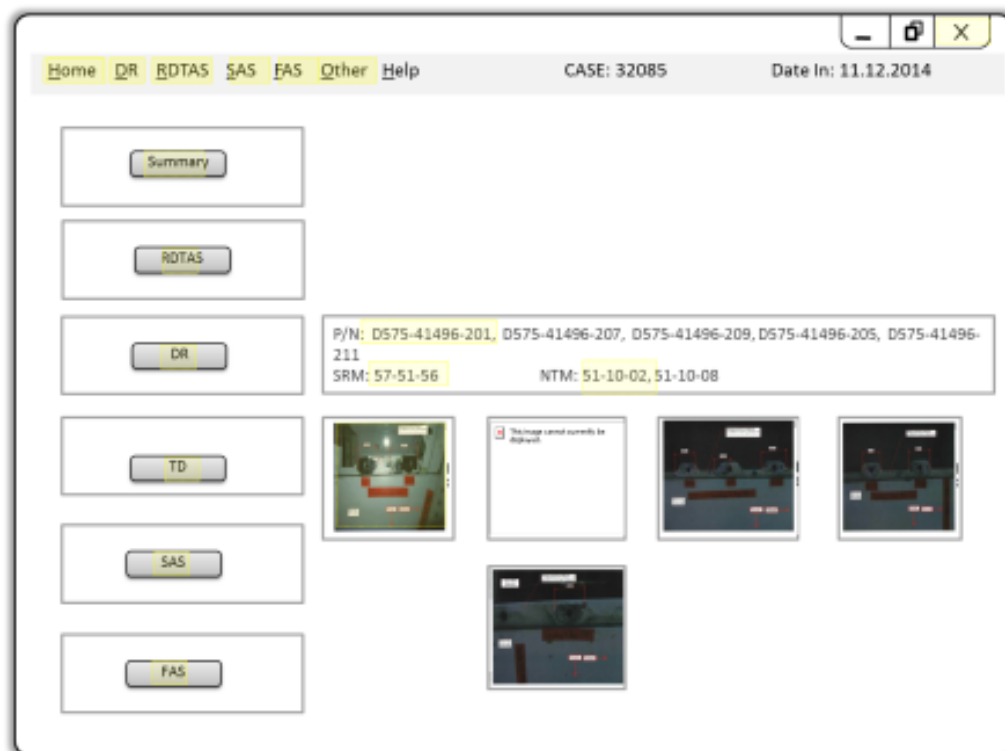 Home DR RDTAS SAS FAS Other Help CASE: 32085 Date In: 11.12.2014
Summary
RDTAS
DR
P/N: D575-41496-201, D575-41496-207, D575-41496-209, D575-41496-205, D575-41496-
211
SRM: 57-51-56 NTM: 51-10-02, 51-10-08
TD
This image cannot currently be
displayed.
SAS
FAS